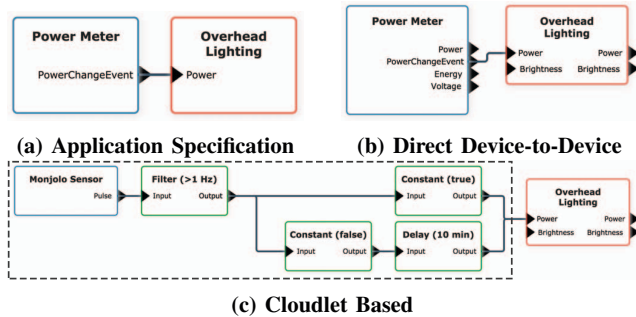 Power Meter
PowerChangeEvent
Overhead
Lighting
Power
(a) Application Specification
Power Meter
Power
PowerChangeEvent
Energy
Voltage
Overhead
Lighting
Power Power
Brightness Brightness
(b) Direct Device-to-Device
Monjolo Sensor
Pulse
Filter (>1 Hz)
Input Output
Constant (true)
Input Output
Constant (false)
Input Output
Delay (10 min)
Input Output
Overhead
Lighting
Power Power
Brightness Brightness
(c) Cloudlet Based